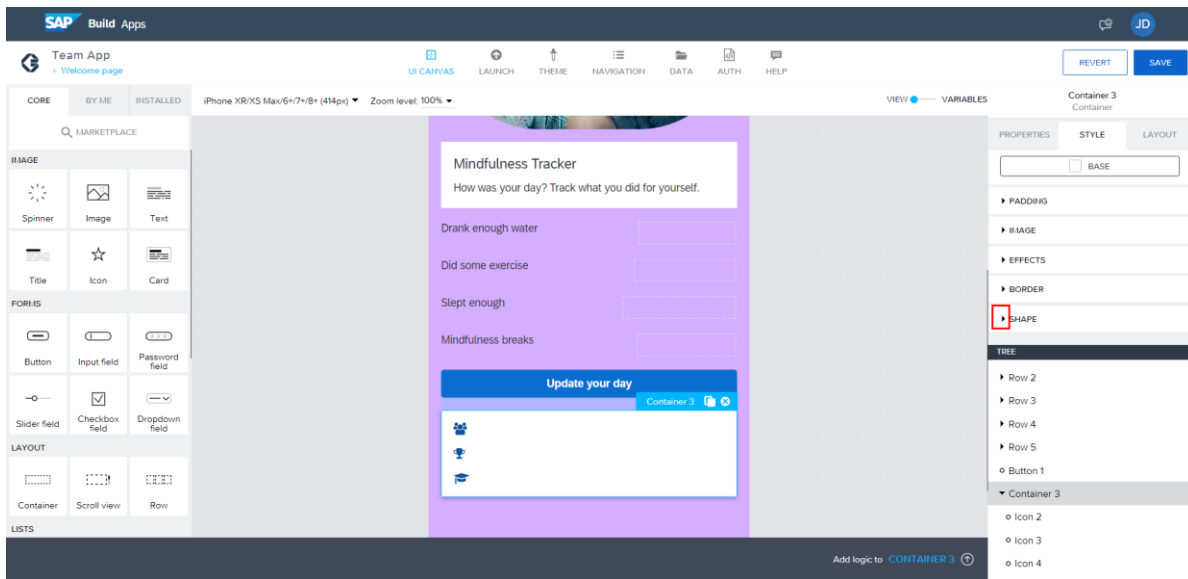 SAP Build Apps
JD
Team App
Welcome page
UI CANVAS LAUNCH THEME NAVIGATION DATA AUTH HELP
REVERT SAVE
CORE BY ME INSTALLED
iPhone XR/XS Max/6+/7+/8+ (414px) Zoom level: 100%
VIEW VARIABLES
Container 3
Container
MARKETPLACE
PROPERTIES STYLE LAYOUT
IMAGE
BASE
Spinner Image Text
Title Icon Card
FORMS
Button Input field Password field
Slider field Checkbox field Dropdown field
LAYOUT
Container Scroll view Row
LISTS
Mindfulness Tracker
How was your day? Track what you did for yourself.
Drank enough water
Did some exercise
Slept enough
Mindfulness breaks
Update your day
Container 3
PADDING
IMAGE
EFFECTS
BORDER
SHAPE
TREE
Row 2
Row 3
Row 4
Row 5
Button 1
Container 3
Icon 2
Icon 3
Icon 4
Add logic to CONTAINER 3